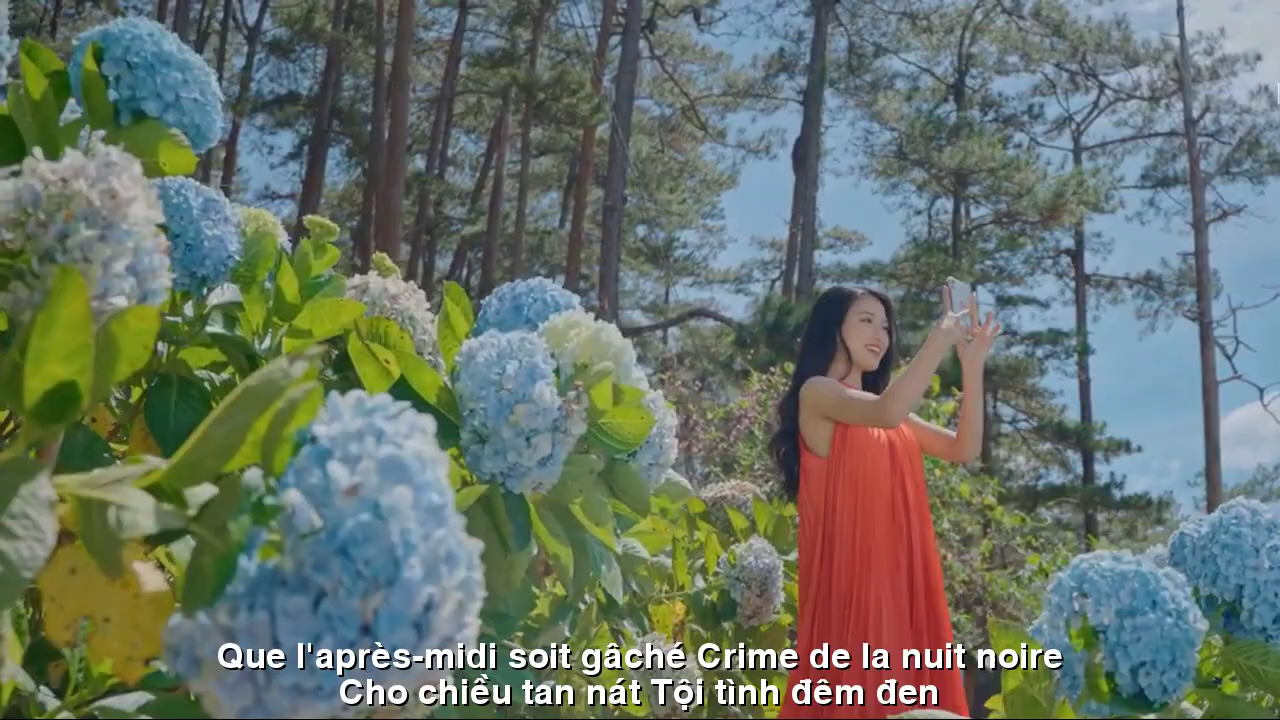 Que l'après-midi soit gâché Crime de la nuit noire
Cho chiều tan nát Tội tình đêm đen